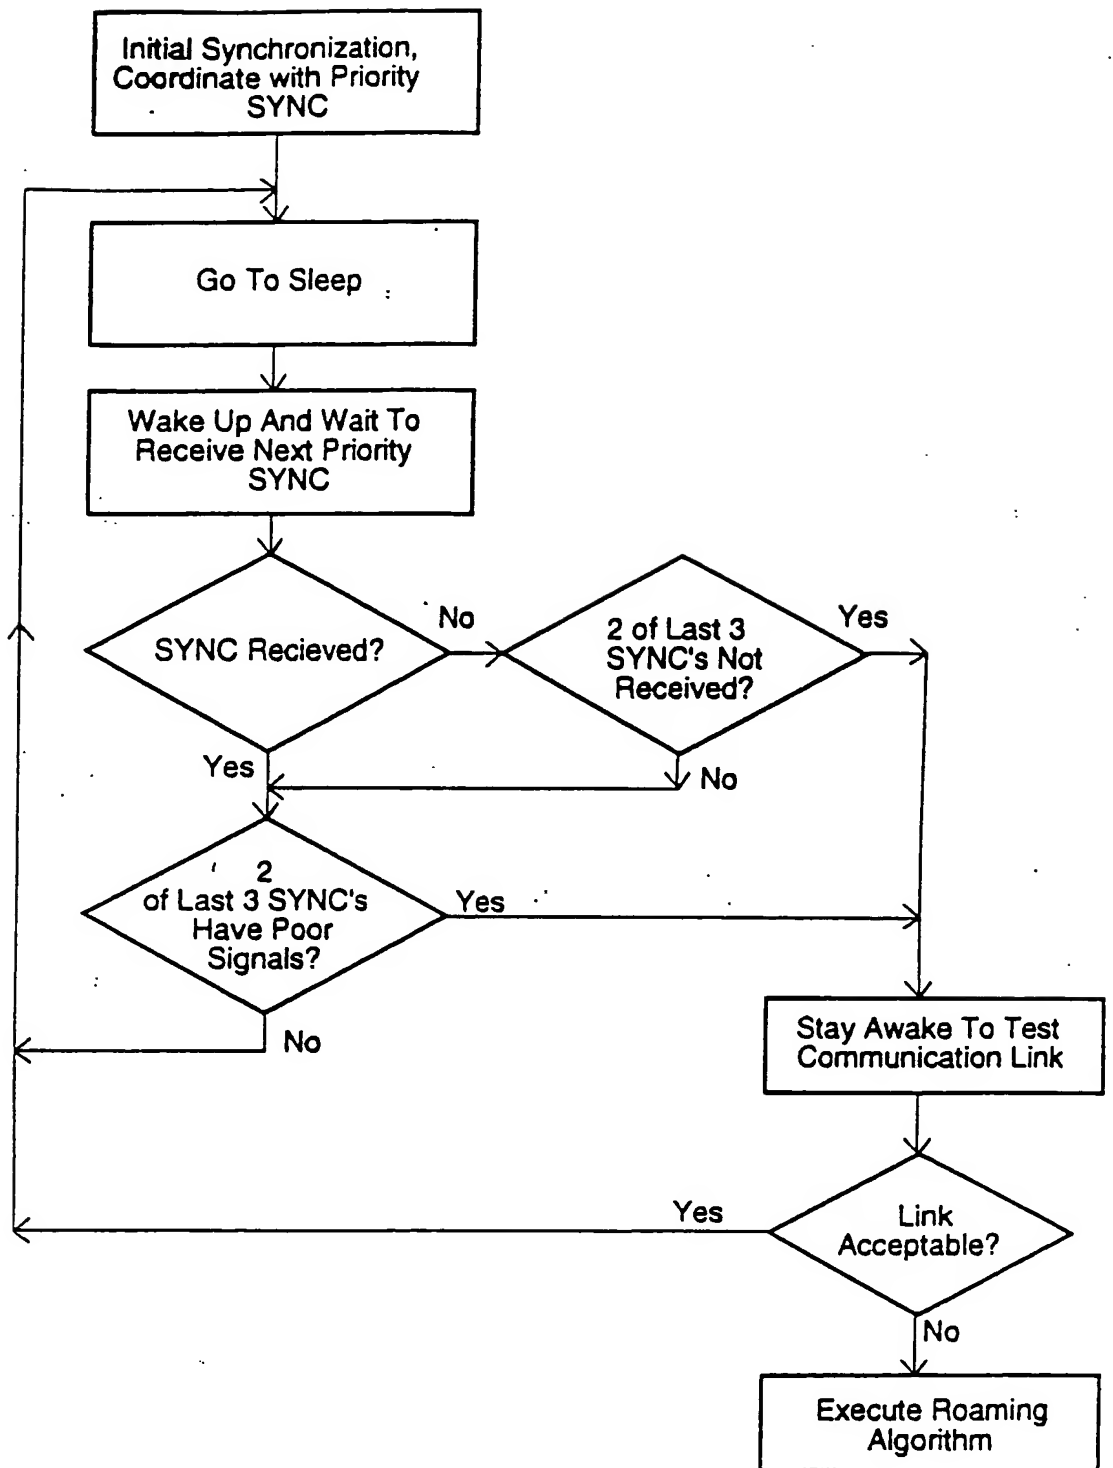 Initial Synchronization,
Coordinate with Priority
SYNC
Go To Sleep
Wake Up And Wait To
Receive Next Priority
SYNC
SYNC Recieved?
No
2 of Last 3
SYNC's Not
Received?
Yes
Yes
No
2
of Last 3 SYNC's
Have Poor
Signals?
Yes
No
Stay Awake To Test
Communication Link
Link
Acceptable?
Yes
No
Execute Roaming
Algorithm